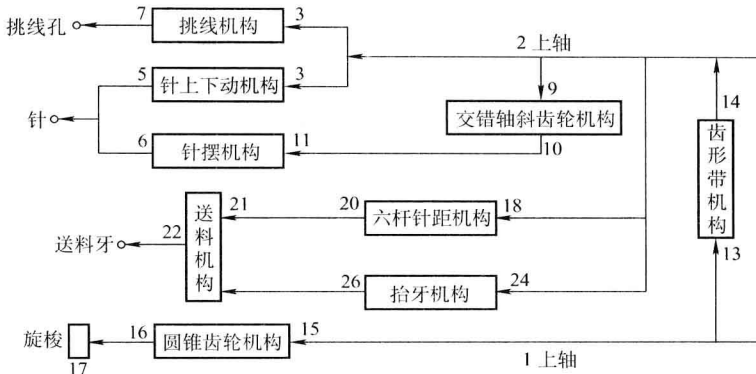 挑线孔 7 挑线机构 3
2 上轴
5 针上下动机构 3
9
14
针
交错轴斜齿轮机构
齿形带机构
6 针摆机构 11
10
21 20 六杆针距机构 18
送料牙 22 送料机构
13
26 抬牙机构 24
旋梭 16 圆锥齿轮机构 15
17
1 上轴